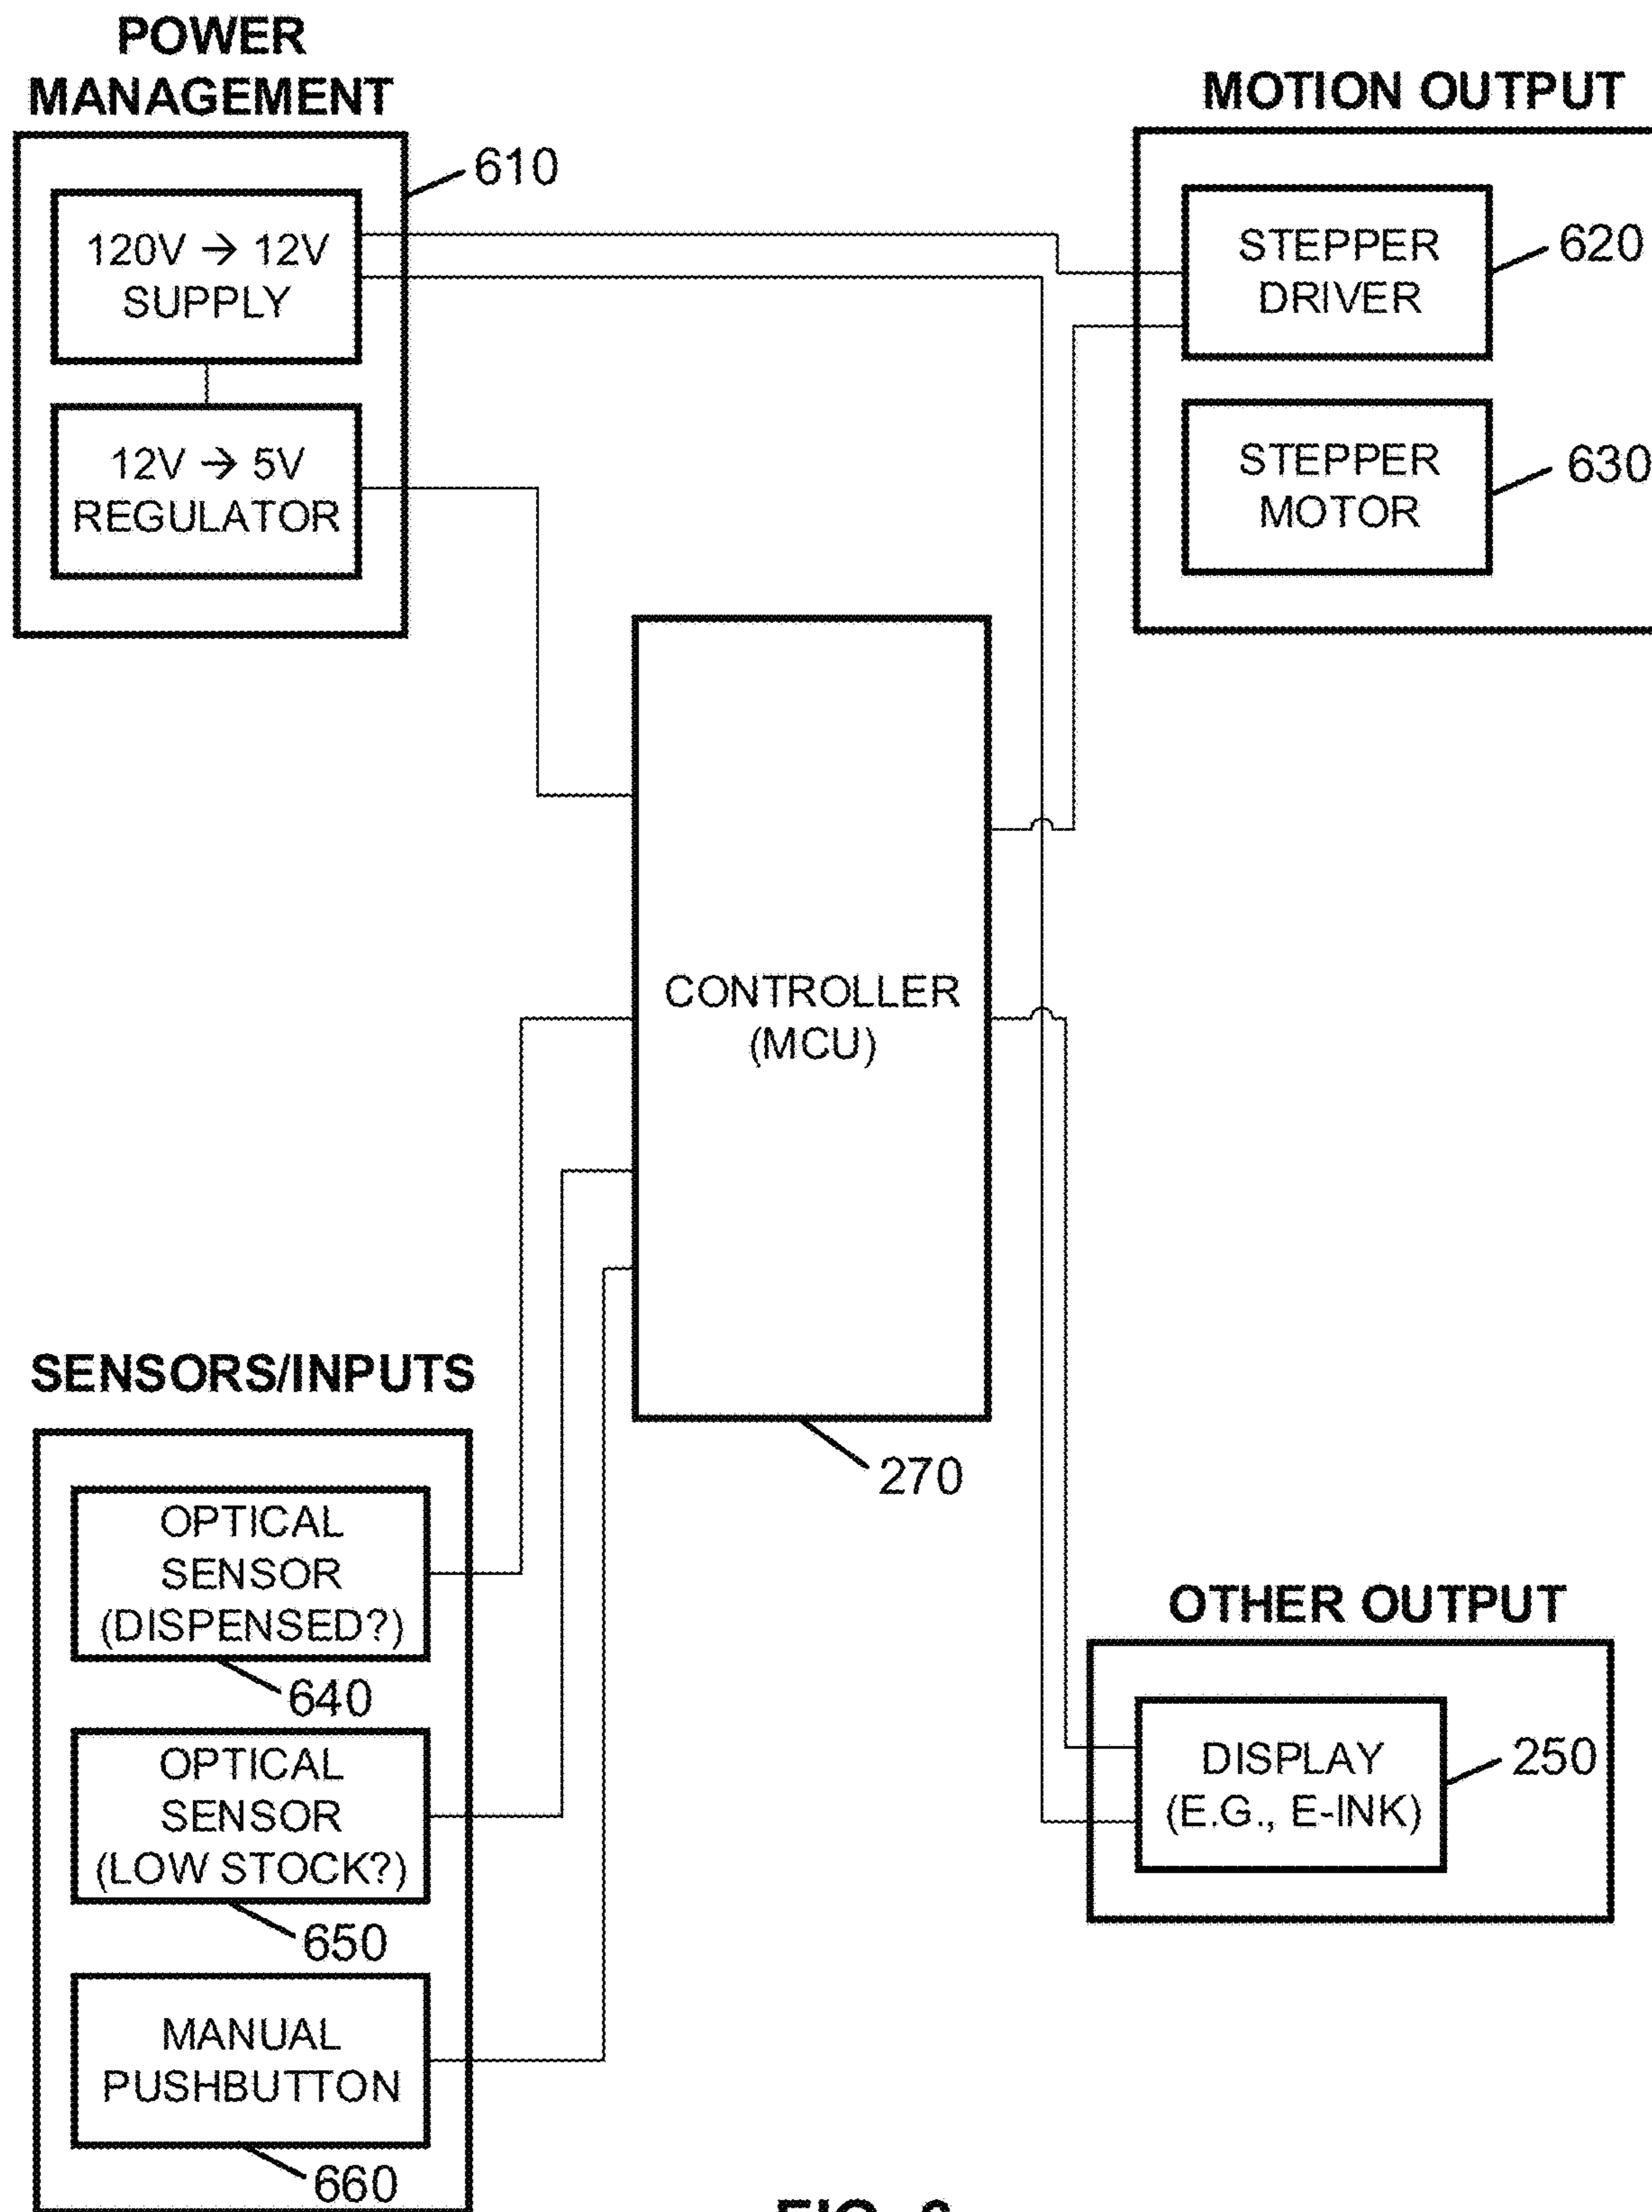 POWER
MANAGEMENT
610
120V → 12V
SUPPLY
12V → 5V
REGULATOR
MOTION OUTPUT
STEPPER
DRIVER
620
STEPPER
MOTOR
630
CONTROLLER
(MCU)
270
SENSORS/INPUTS
OPTICAL
SENSOR
(DISPENSED?)
640
OPTICAL
SENSOR
(LOW STOCK?)
650
MANUAL
PUSHBUTTON
660
OTHER OUTPUT
DISPLAY
(E.G., E-INK)
250